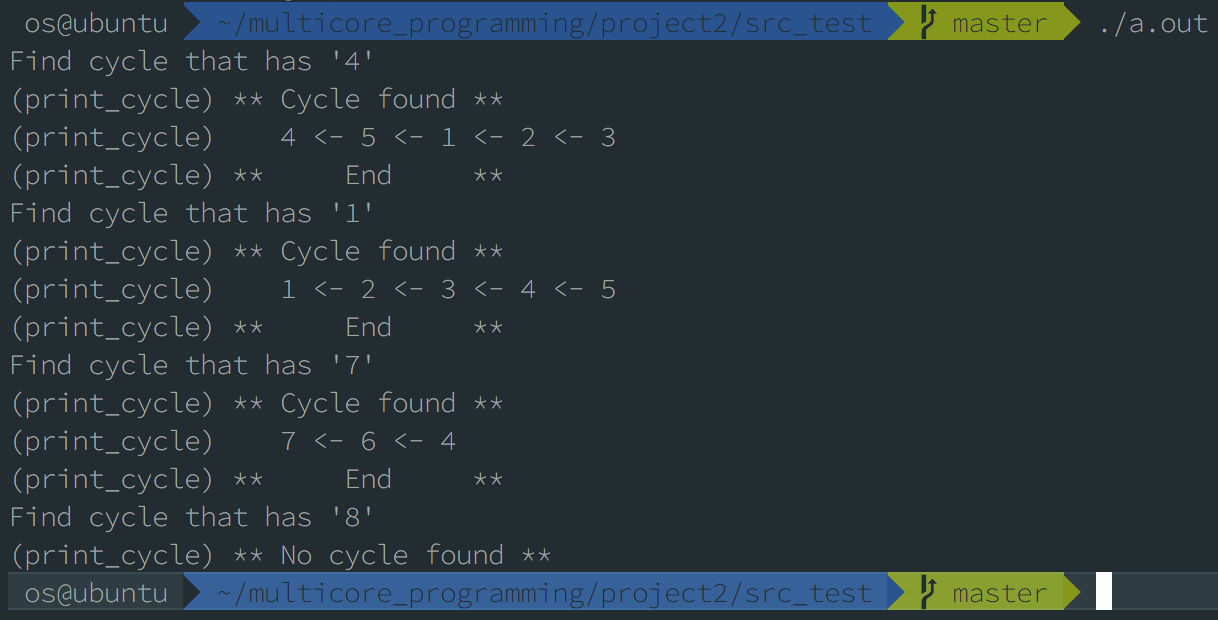 os@ubuntu ~/multicore_programming/project2/src_test master ./a.out
Find cycle that has '4'
(print_cycle) ** Cycle found **
(print_cycle)    4 <- 5 <- 1 <- 2 <- 3
(print_cycle) **     End     **
Find cycle that has '1'
(print_cycle) ** Cycle found **
(print_cycle)    1 <- 2 <- 3 <- 4 <- 5
(print_cycle) **     End     **
Find cycle that has '7'
(print_cycle) ** Cycle found **
(print_cycle)    7 <- 6 <- 4
(print_cycle) **     End     **
Find cycle that has '8'
(print_cycle) ** No cycle found **
os@ubuntu ~/multicore_programming/project2/src_test master